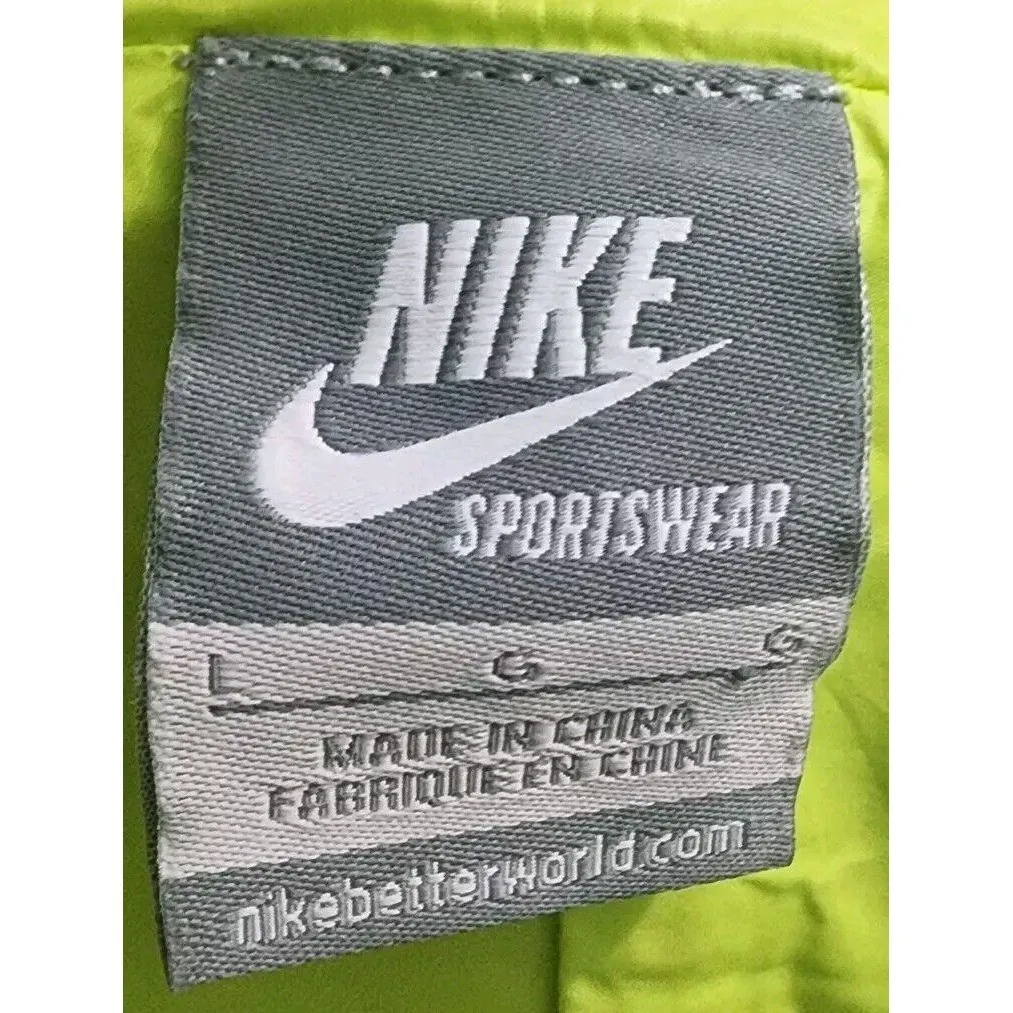 NIKE
SPORTSWEAR
L G G
MADE IN CHINA
FABRIQUE EN CHINE
nikebetterworld.com